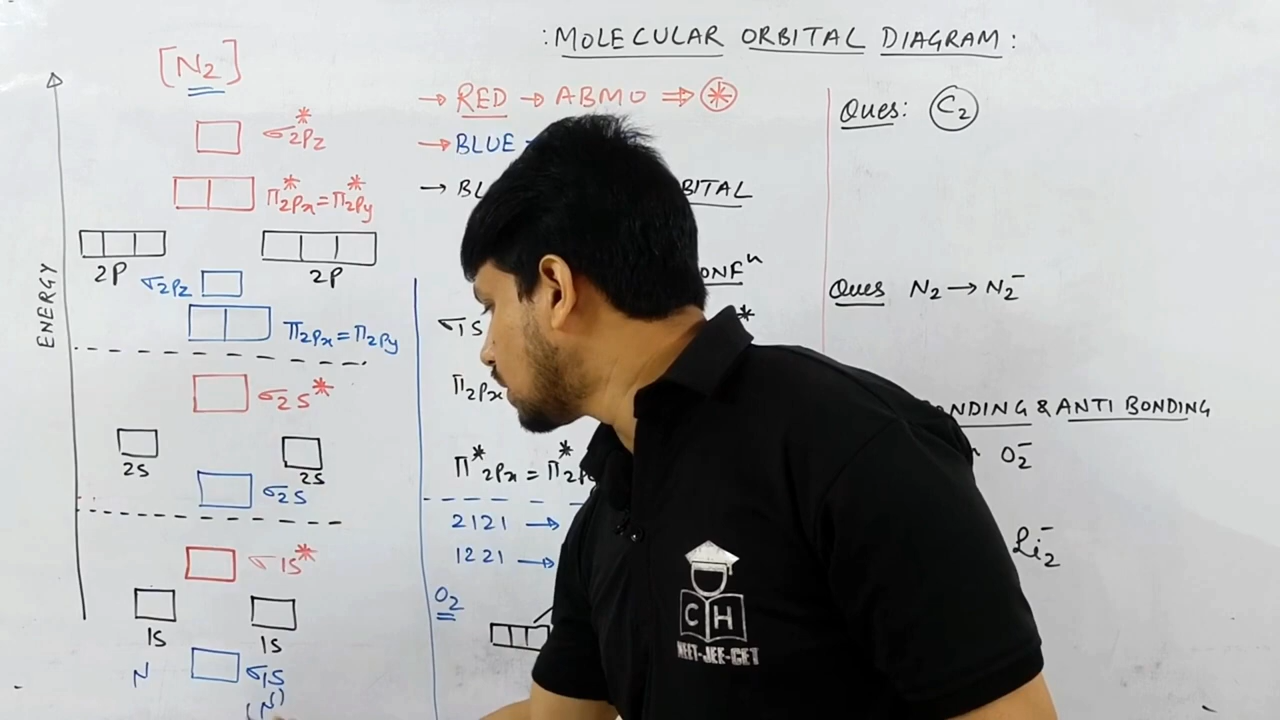 : MOLECULAR ORBITAL DIAGRAM :
[N2]
σ*2Pz
π*2Px = π*2Py
2P
2P
σ2Pz
π2Px = π2Py
ENERGY
σ2S*
2S
2S
σ2S
σ1S*
1S
1S
N
σ1S
(N)
→ RED → ABMO ⇒ *
→ BLUE
→ BITAL
ONFⁿ
σ1S *
π2Px
π*2Px = π*2P
2121 →
1221 →
O2
Ques: C2
Ques N2 → N2⁻
NDING & ANTI BONDING
O2⁻
Li2⁻
CH
NEET-JEE-CET